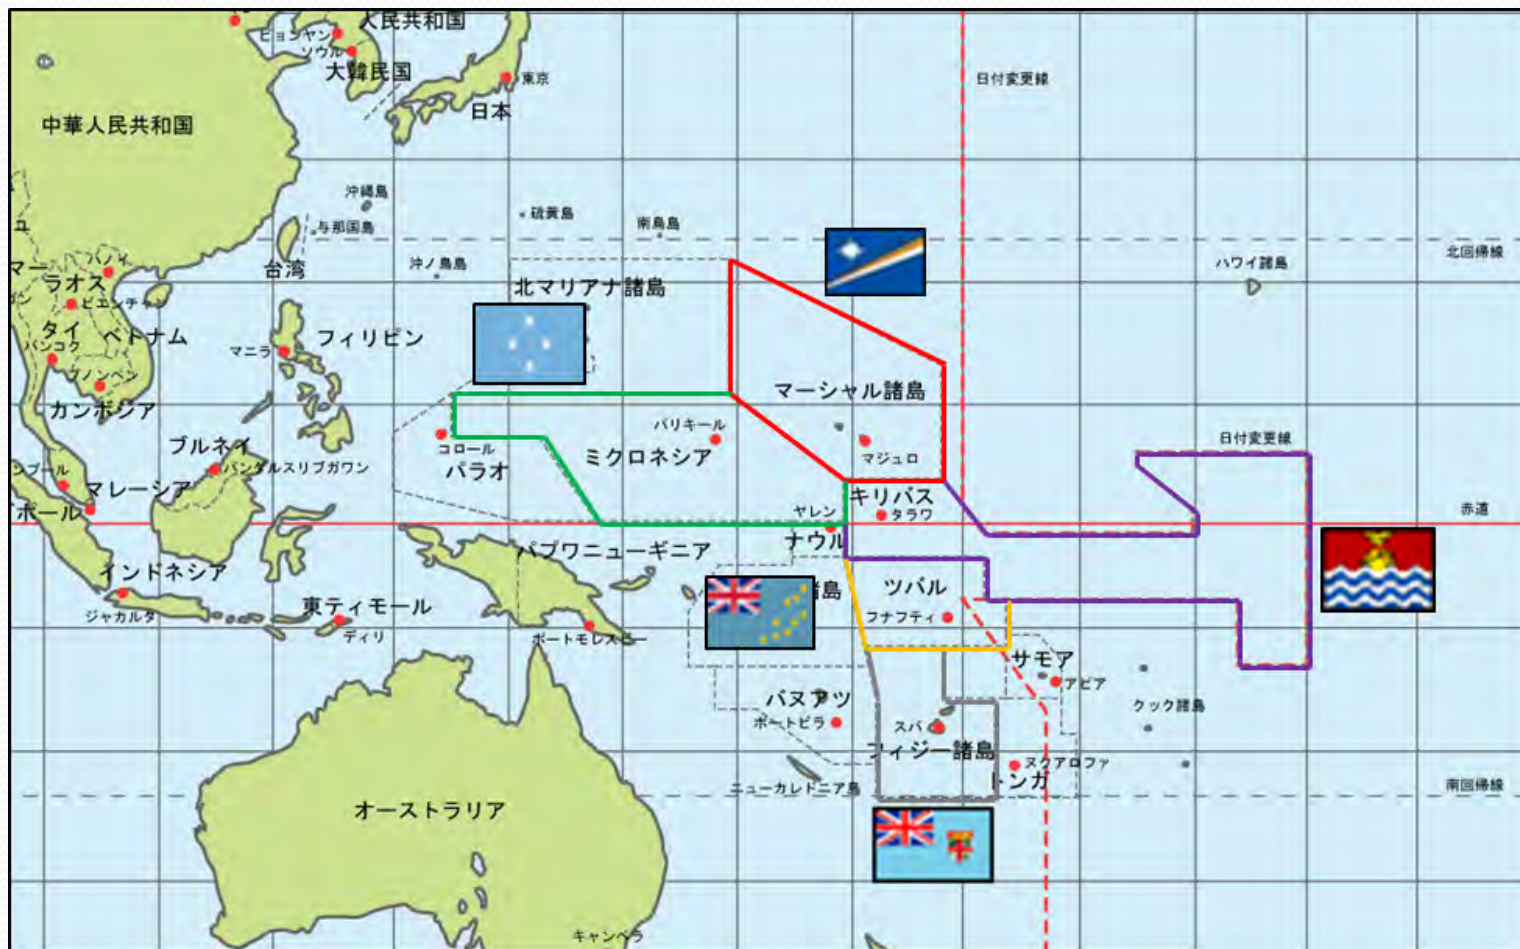 人民共和国
ピョンヤン
ソウル
大韓民国
東京
日本
日付変更線
中華人民共和国
沖縄島
与那国島
硫黄島
南鳥島
北回帰線
台湾
沖ノ鳥島
ハワイ諸島
ラオス
ビエンチャン
北マリアナ諸島
タイ
ベトナム
バンコク
マニラ
フィリピン
プノンペン
カンボジア
マーシャル諸島
ブルネイ
バンダルスリブガワン
コロール
パラオ
パリキール
ミクロネシア
マジュロ
日付変更線
マレーシア
キリバス
タラワ
ヤレン
ナウル
赤道
パプワニューギニア
インドネシア
ジャカルタ
東ティモール
ディリ
ポートモレスビー
諸島
ツバル
フナフティ
サモア
アピア
バヌアツ
ポートビラ
スバ
フィジー諸島
クック諸島
ヌクアロファ
トンガ
ニューカレドニア島
南回帰線
オーストラリア
キャンベラ